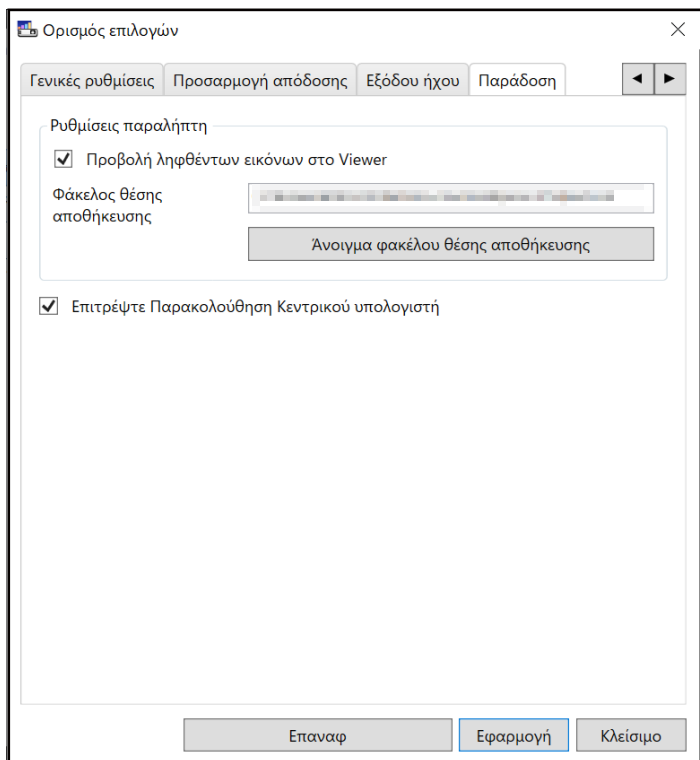 Ορισμός επιλογών
Γενικές ρυθμίσεις Προσαρμογή απόδοσης Εξόδου ήχου Παράδοση
Ρυθμίσεις παραλήπτη
Προβολή ληφθέντων εικόνων στο Viewer
Φάκελος θέσης
αποθήκευσης
Άνοιγμα φακέλου θέσης αποθήκευσης
Επιτρέψτε Παρακολούθηση Κεντρικού υπολογιστή
Επαναφ Εφαρμογή Κλείσιμο